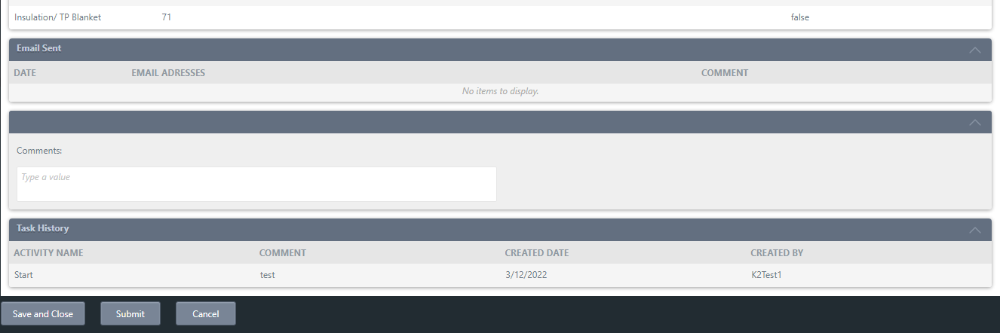 Insulation/ TP Blanket 71 false
Email Sent
DATE EMAIL ADRESSES COMMENT
No items to display.
Comments:
Type a value
Task History
ACTIVITY NAME COMMENT CREATED DATE CREATED BY
Start test 3/12/2022 K2Test1
Save and Close Submit Cancel